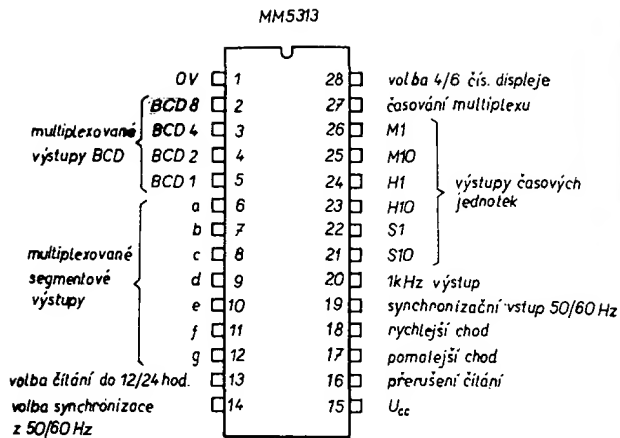 MM5313
0V 1 28 volba 4/6 čís. displeje
BCD 8 2 27 časování multiplexu
multiplexované BCD 4 3 26 M1
výstupy BCD BCD 2 4 25 M10
BCD 1 5 24 H1 výstupy časových
a 6 23 H10 jednotek
b 7 22 S1
multiplexované c 8 21 S10
segmentové d 9 20 1kHz výstup
výstupy e 10 19 synchronizační vstup 50/60 Hz
f 11 18 rychlejší chod
g 12 17 pomalejší chod
volba čítání do 12/24 hod. 13 16 přerušení čítání
volba synchronizace 14 15 Ucc
z 50/60 Hz